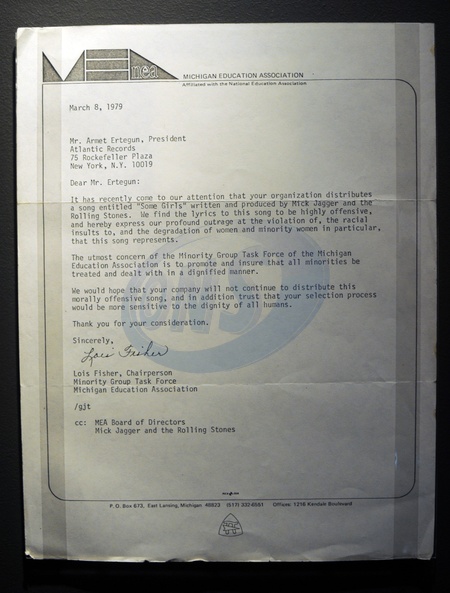 MEA mea
MICHIGAN EDUCATION ASSOCIATION
Affiliated with the National Education Association
March 8, 1979
Mr. Armet Ertegun, President
Atlantic Records
75 Rockefeller Plaza
New York, N.Y. 10019
Dear Mr. Ertegun:
It has recently come to our attention that your organization distributes
a song entitled "Some Girls" written and produced by Mick Jagger and the
Rolling Stones. We find the lyrics to this song to be highly offensive,
and hereby express our profound outrage at the violation of, the racial
insults to, and the degradation of women and minority women in particular,
that this song represents.
The utmost concern of the Minority Group Task Force of the Michigan
Education Association is to promote and insure that all minorities be
treated and dealt with in a dignified manner.
We would hope that your company will not continue to distribute this
morally offensive song, and in addition trust that your selection process
would be more sensitive to the dignity of all humans.
Thank you for your consideration.
Sincerely,
Lois Fisher
Lois Fisher, Chairperson
Minority Group Task Force
Michigan Education Association
/gjt
cc: MEA Board of Directors
Mick Jagger and the Rolling Stones
P.O. Box 673, East Lansing, Michigan 48823 (517) 332-6551 Offices: 1216 Kendale Boulevard